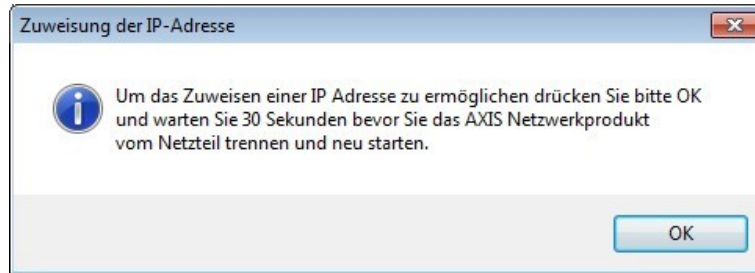 Zuweisung der IP-Adresse
Um das Zuweisen einer IP Adresse zu ermöglichen drücken Sie bitte OK
und warten Sie 30 Sekunden bevor Sie das AXIS Netzwerkprodukt
vom Netzteil trennen und neu starten.
OK